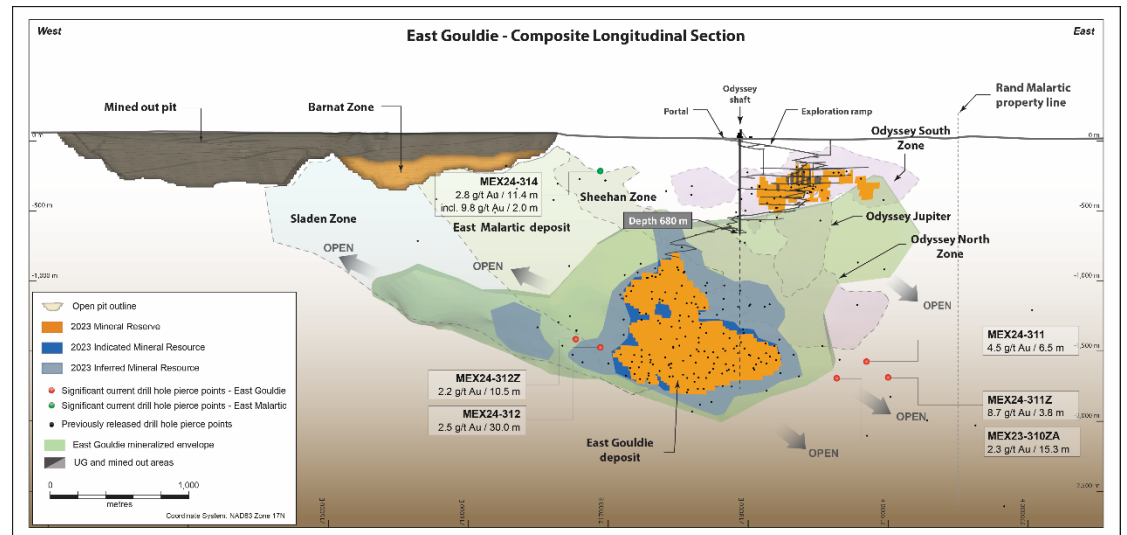 West
East Gouldie - Composite Longitudinal Section
East
Mined out pit
Barnat Zone
Odyssey
shaft
Portal
Exploration ramp
Rand Malartic
property line
Odyssey South
Zone
0 m
0 m
MEX24-314
2.8 g/t Au / 11.4 m
incl. 9.8 g/t Au / 2.0 m
Sheehan Zone
East Malartic deposit
Sladen Zone
Depth 680 m
Odyssey Jupiter
Odyssey North
Zone
-500 m
-500 m
OPEN
OPEN
OPEN
-1,000 m
-1,000 m
Open pit outline
2023 Mineral Reserve
2023 Indicated Mineral Resource
2023 Inferred Mineral Resource
Significant current drill hole pierce points - East Gouldie
Significant current drill hole pierce points - East Malartic
Previously released drill hole pierce points
East Gouldie mineralized envelope
UG and mined out areas
0 1,000
metres
Coordinate System: NAD83 Zone 17N
MEX24-311
4.5 g/t Au / 6.5 m
-1,500 m
MEX24-312Z
2.2 g/t Au / 10.5 m
MEX24-312
2.5 g/t Au / 30.0 m
MEX24-311Z
8.7 g/t Au / 3.8 m
OPEN
MEX23-310ZA
2.3 g/t Au / 15.3 m
East Gouldie
deposit
OPEN